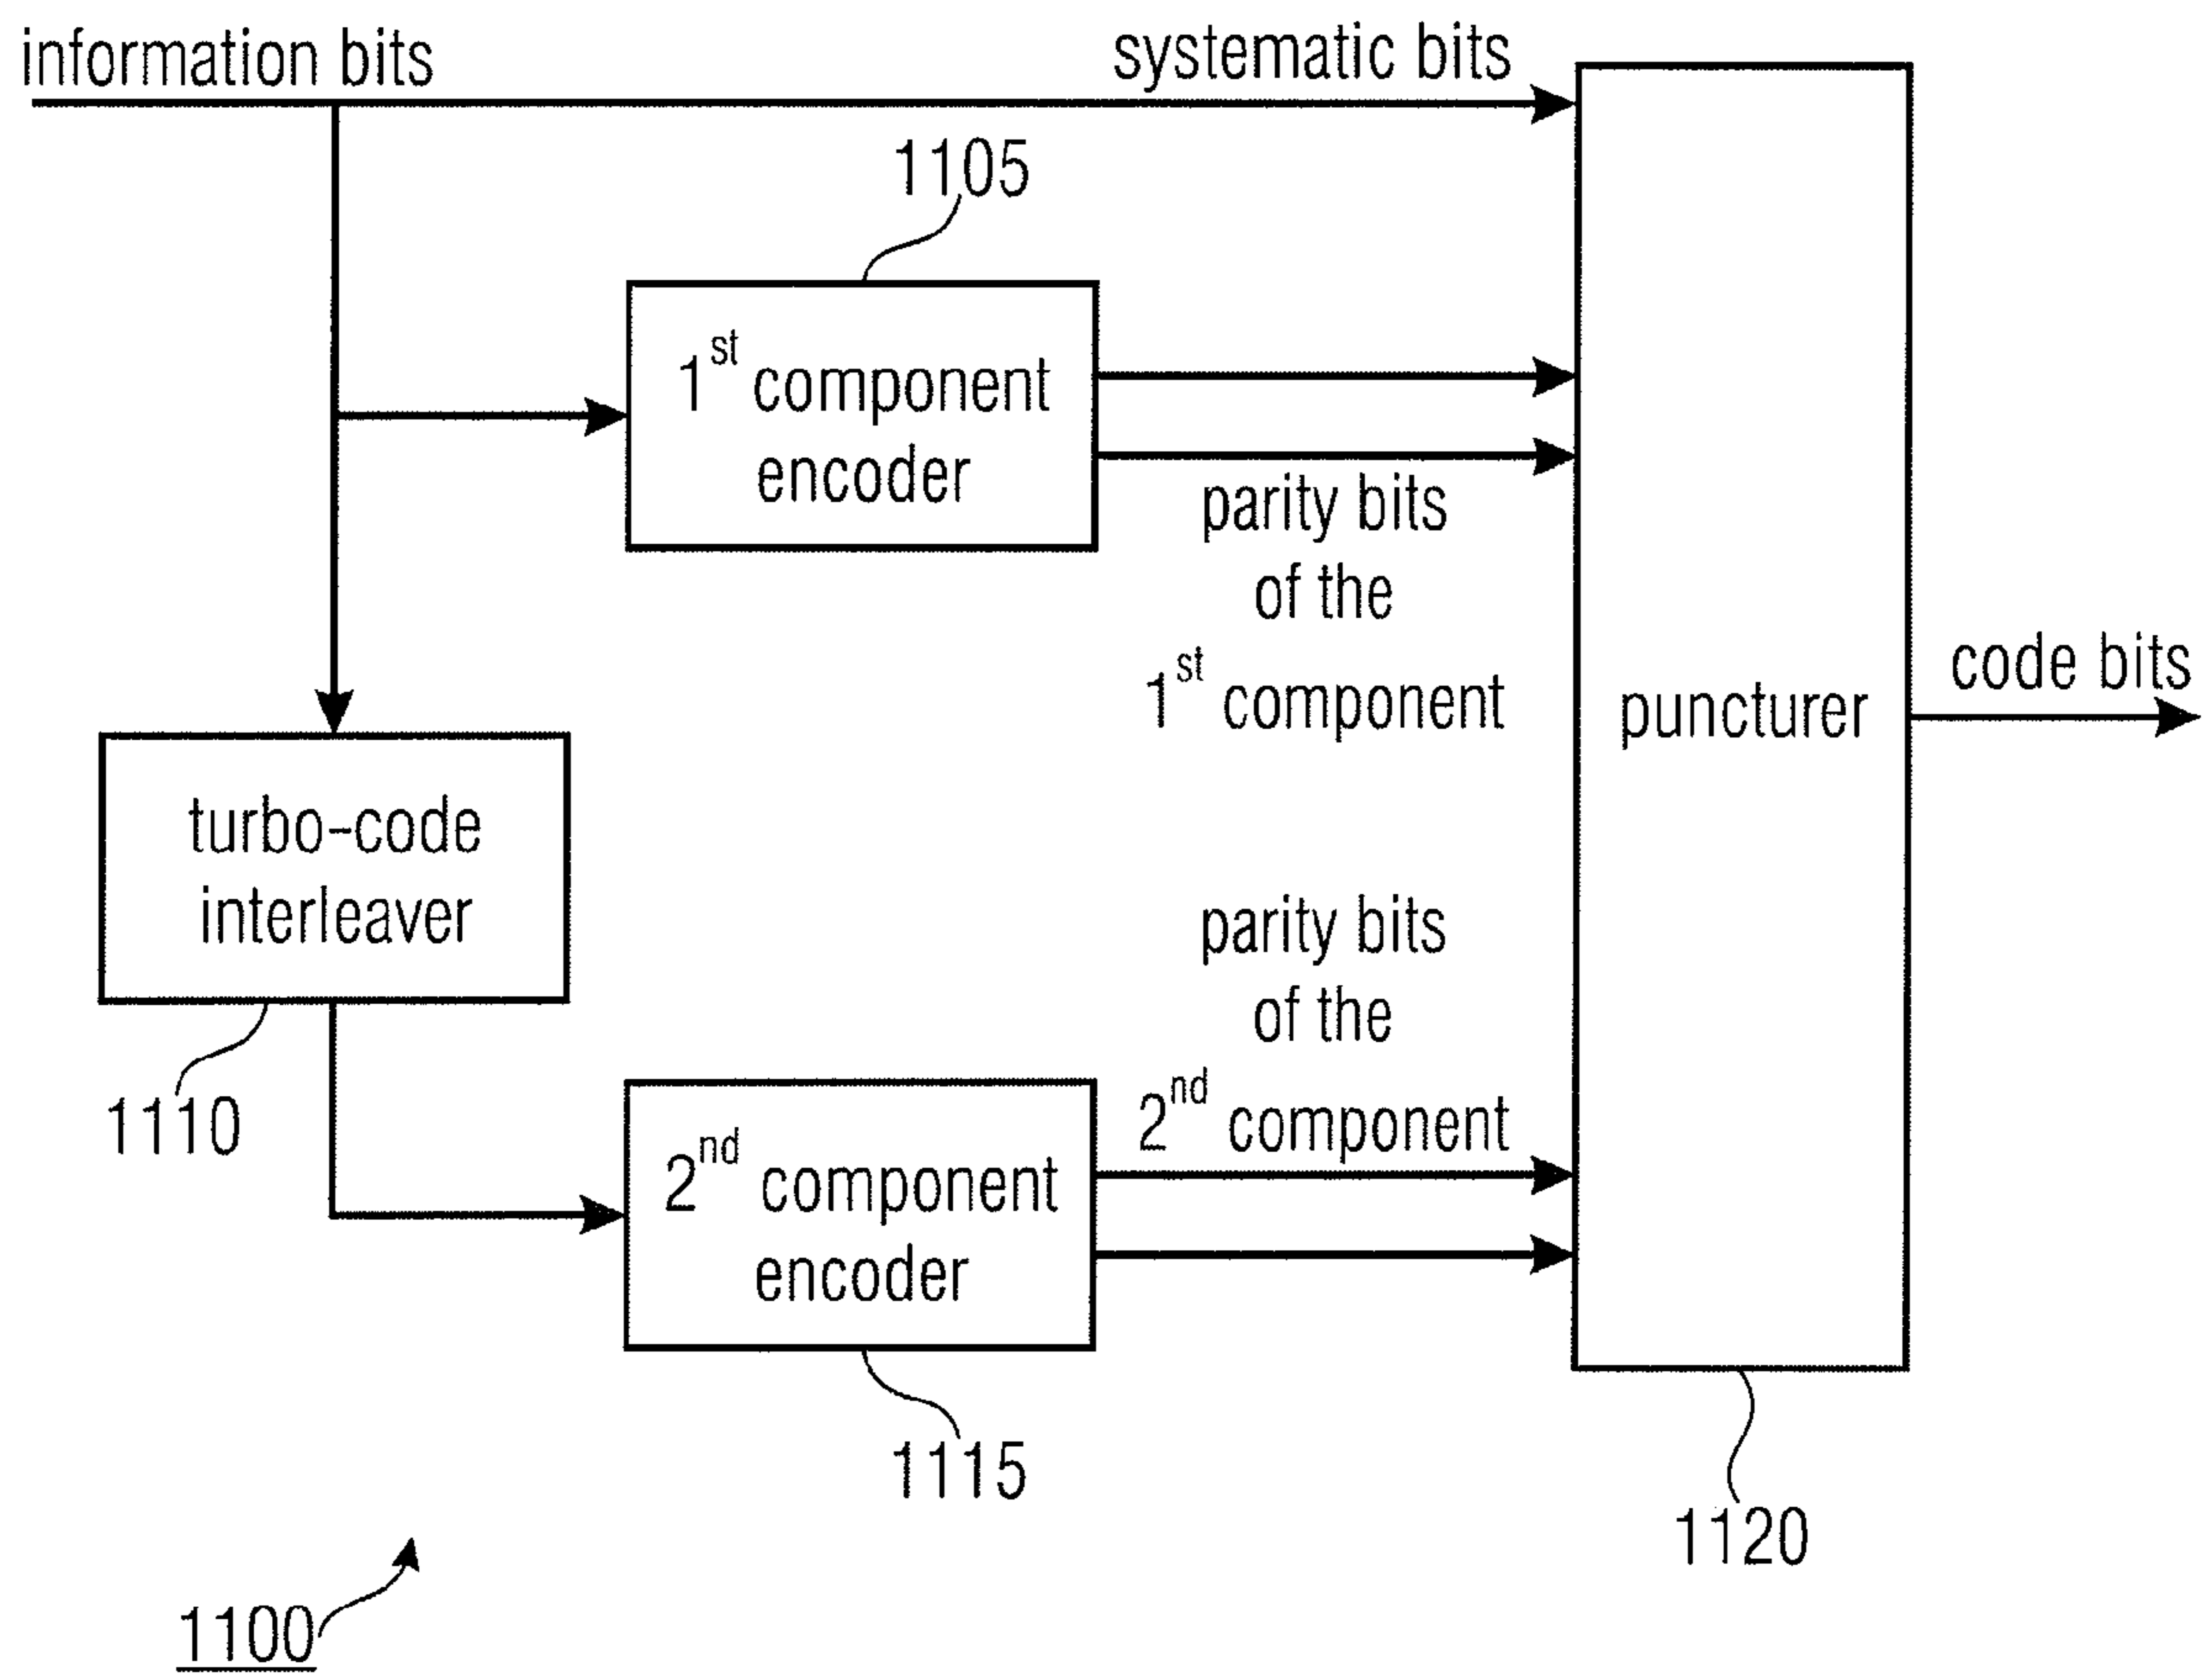 information bits
systematic bits
1105
1st component
encoder
parity bits
of the
1st component
code bits
puncturer
turbo-code
interleaver
parity bits
of the
2nd component
1110
2nd component
encoder
1115
1120
1100